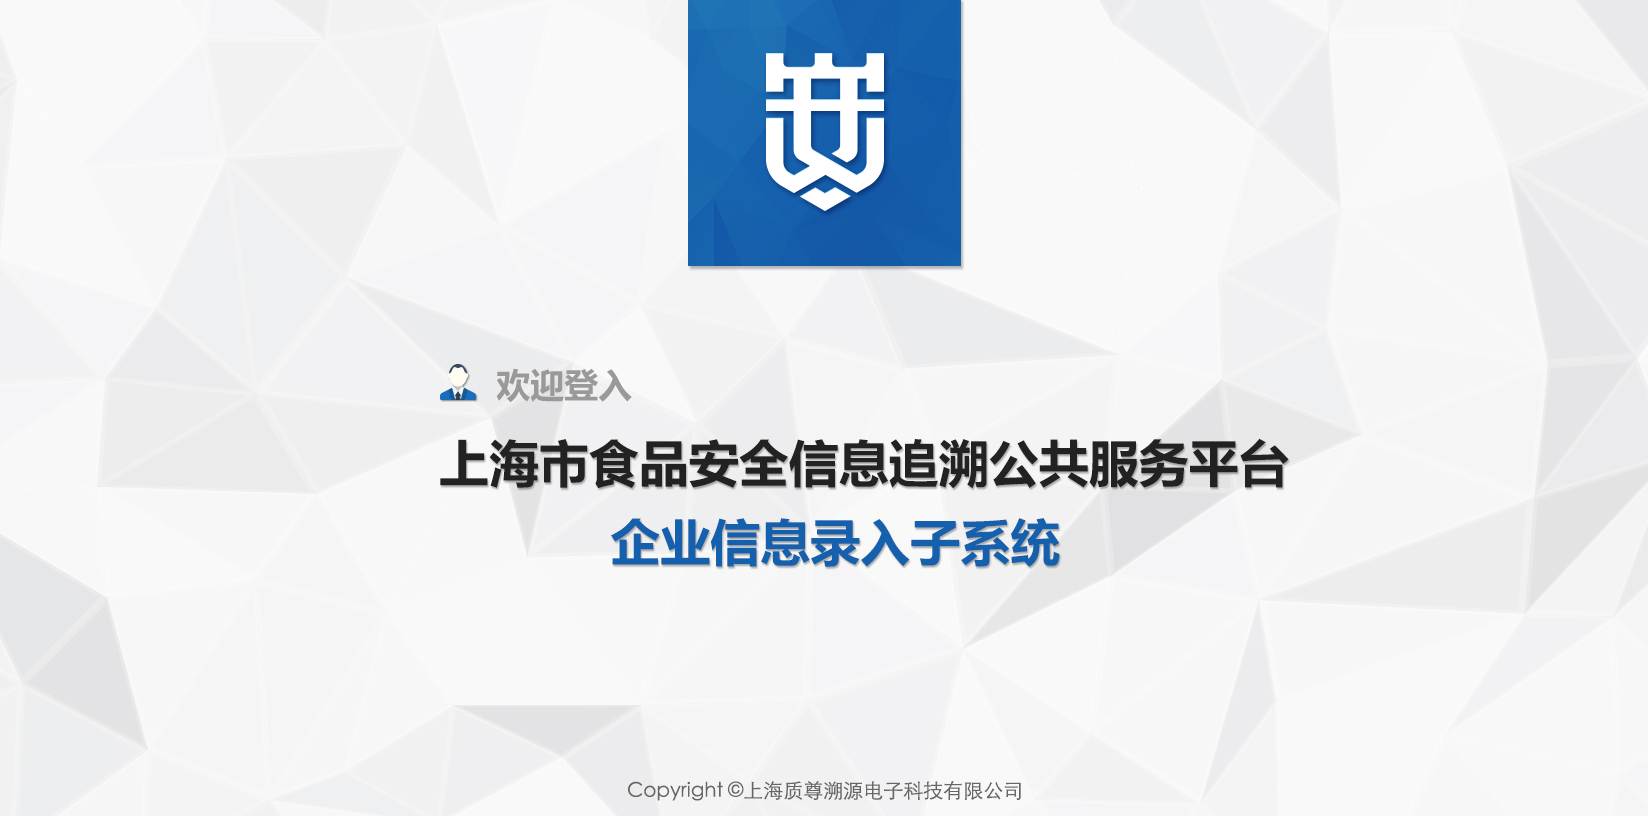 欢迎登入
上海市食品安全信息追溯公共服务平台
企业信息录入子系统
Copyright ©上海质尊溯源电子科技有限公司